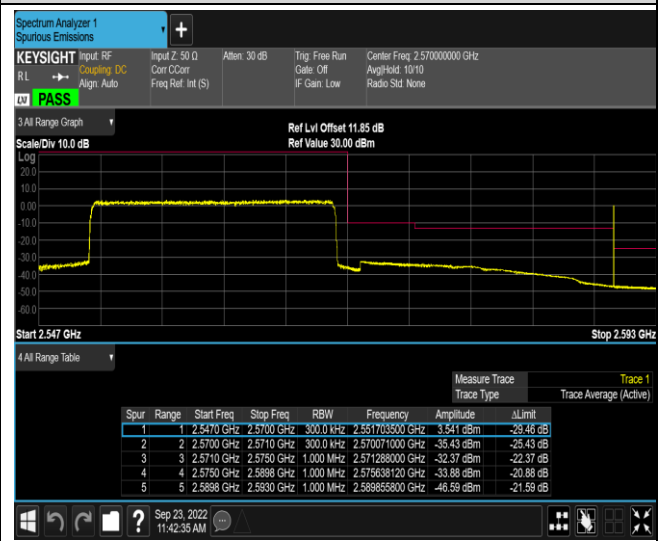 Spectrum Analyzer 1
Spurious Emissions
+
KEYSIGHT Input: RF Input Z: 50 Ω Atten: 30 dB Trig: Free Run Center Freq: 2.570000000 GHz
RL Coupling: DC Corr CCorr Gate: Off Avg|Hold: 10/10
Align: Auto Freq Ref: Int (S) IF Gain: Low Radio Std: None
LXI PASS
3 All Range Graph
Ref Lvl Offset 11.85 dB
Scale/Div 10.0 dB Ref Value 30.00 dBm
Log
20.0
10.0
0.00
-10.0
-20.0
-30.0
-40.0
-50.0
-60.0
Start 2.547 GHz Stop 2.593 GHz
4 All Range Table
Measure Trace Trace 1
Trace Type Trace Average (Active)
Spur Range Start Freq Stop Freq RBW Frequency Amplitude ΔLimit
1 1 2.5470 GHz 2.5700 GHz 300.0 kHz 2.551703500 GHz 3.541 dBm -29.46 dB
2 2 2.5700 GHz 2.5710 GHz 300.0 kHz 2.570071000 GHz -35.43 dBm -25.43 dB
3 3 2.5710 GHz 2.5750 GHz 1.000 MHz 2.571288000 GHz -32.37 dBm -22.37 dB
4 4 2.5750 GHz 2.5898 GHz 1.000 MHz 2.575638120 GHz -33.88 dBm -20.88 dB
5 5 2.5898 GHz 2.5930 GHz 1.000 MHz 2.589855800 GHz -46.59 dBm -21.59 dB
? Sep 23, 2022
11:42:35 AM